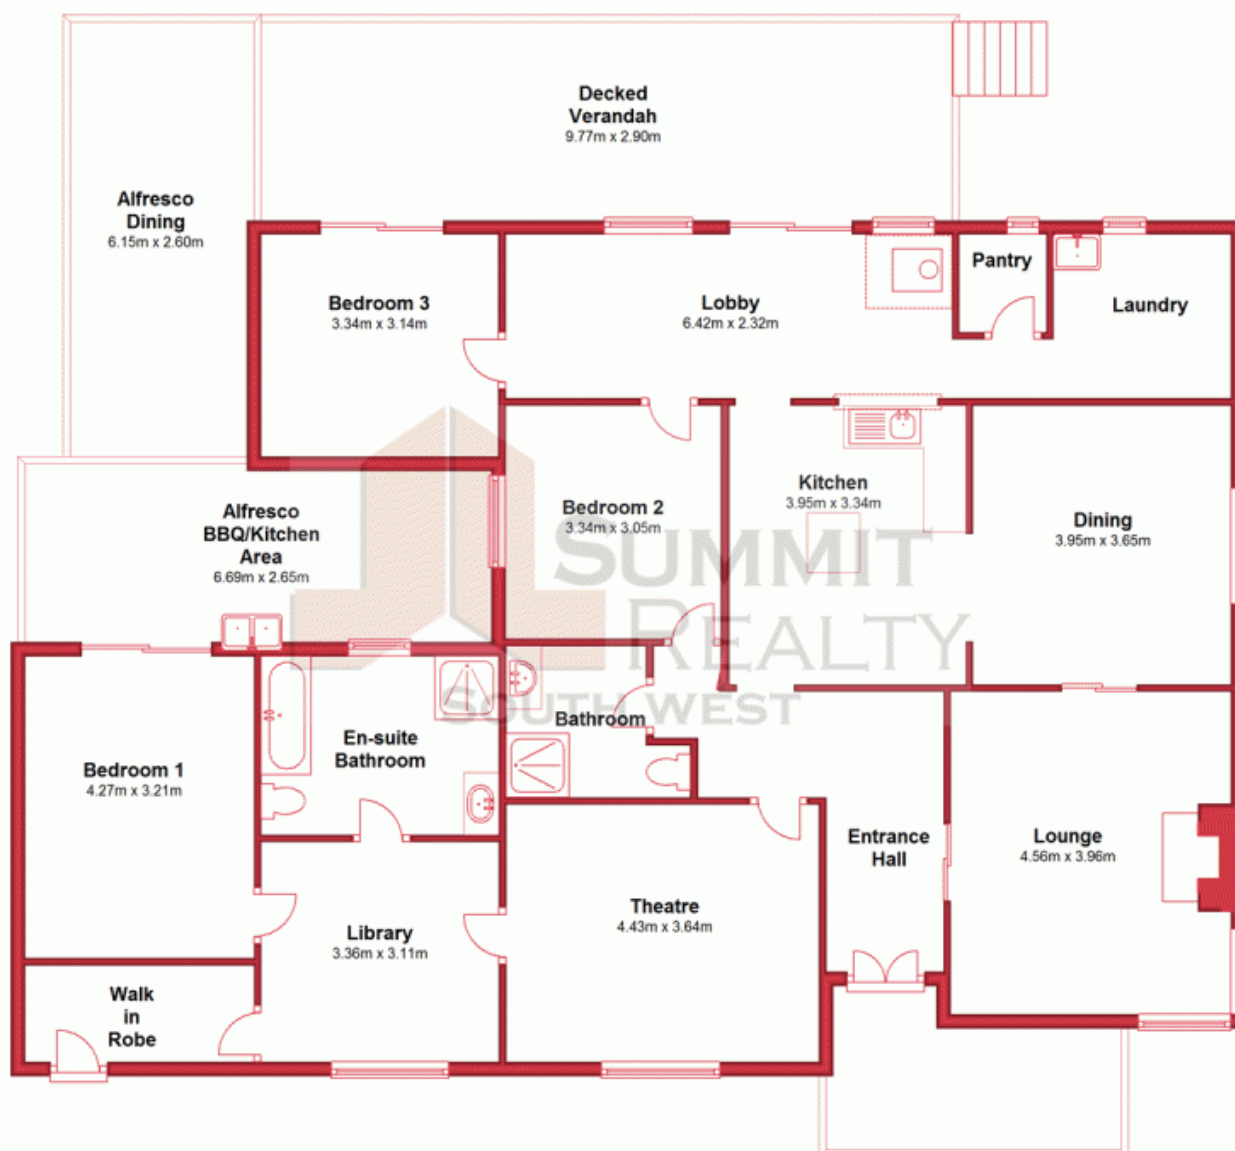 Decked
Verandah
9.77m x 2.90m
Alfresco
Dining
6.15m x 2.60m
Bedroom 3
3.34m x 3.14m
Lobby
6.42m x 2.32m
Pantry
Laundry
Alfresco
BBQ/Kitchen
Area
6.69m x 2.65m
Bedroom 2
3.34m x 3.05m
Kitchen
3.95m x 3.34m
Dining
3.95m x 3.65m
SUMMIT
REALTY
SOUTH WEST
Bedroom 1
4.27m x 3.21m
En-suite
Bathroom
Bathroom
Entrance
Hall
Lounge
4.56m x 3.96m
Library
3.36m x 3.11m
Theatre
4.43m x 3.64m
Walk
in
Robe